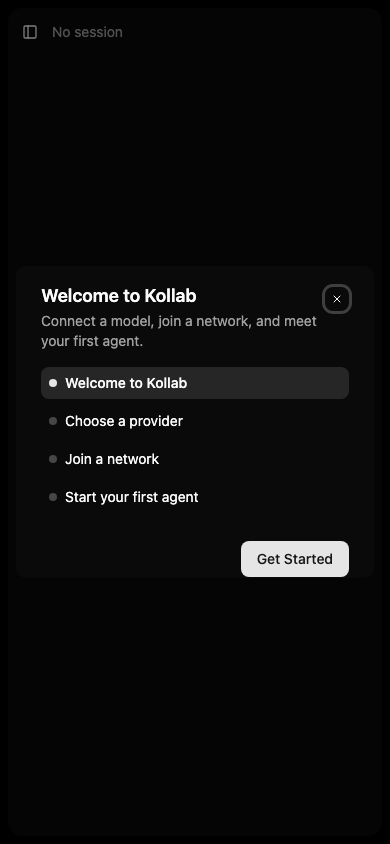 No session
Welcome to Kollab
Connect a model, join a network, and meet
your first agent.
Welcome to Kollab
Choose a provider
Join a network
Start your first agent
Get Started